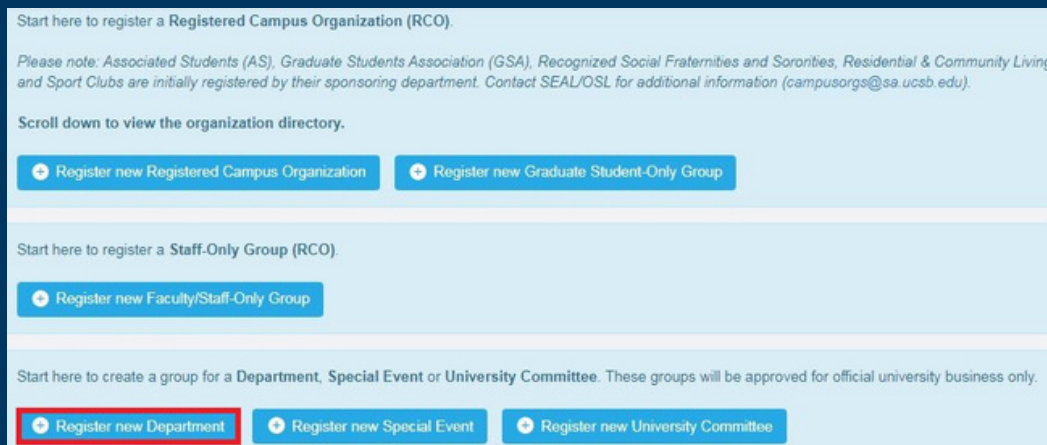 Start here to register a Registered Campus Organization (RCO).
Please note: Associated Students (AS), Graduate Students Association (GSA), Recognized Social Fraternities and Sororities, Residential & Community Living
and Sport Clubs are initially registered by their sponsoring department. Contact SEAL/OSL for additional information (campusorgs@sa.ucsb.edu).
Scroll down to view the organization directory.
Register new Registered Campus Organization
Register new Graduate Student-Only Group
Start here to register a Staff-Only Group (RCO).
Register new Faculty/Staff-Only Group
Start here to create a group for a Department, Special Event or University Committee. These groups will be approved for official university business only.
Register new Department
Register new Special Event
Register new University Committee